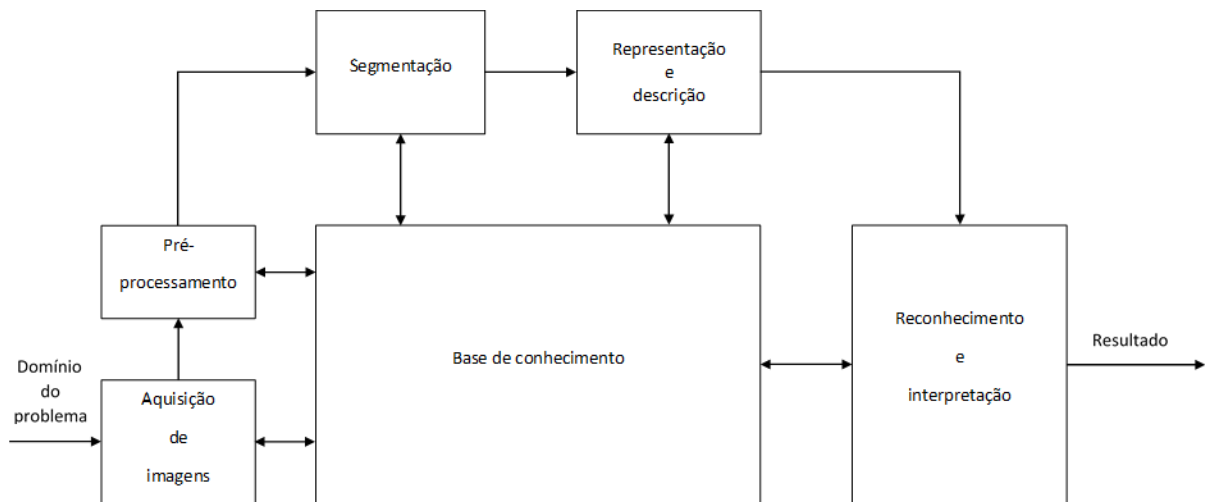 Segmentação
Representação
e
descrição
Pré-
processamento
Base de conhecimento
Reconhecimento
e
interpretação
Resultado
Domínio
do
problema
Aquisição
de
imagens